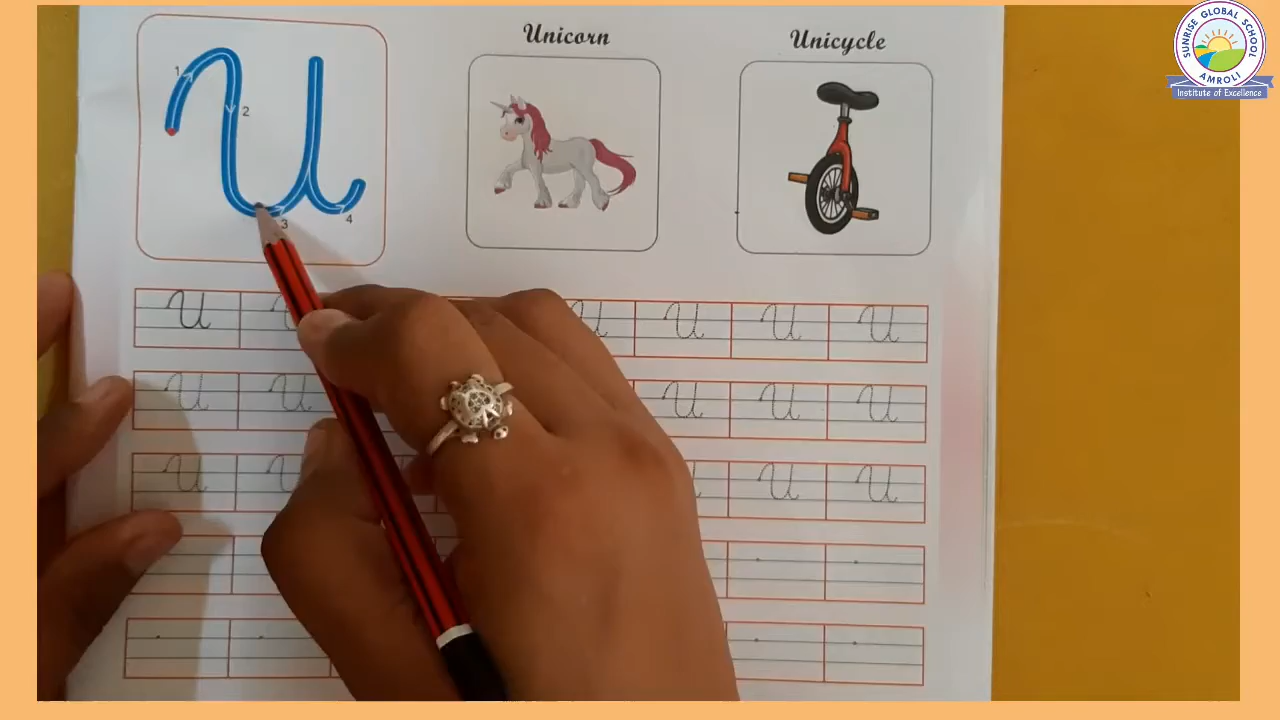 Unicorn
Unicycle
SUNRISE GLOBAL SCHOOL
AMROLI
Institute of Excellence
1
2
3
4
U
U U U U U
U U U U U
U U U U U